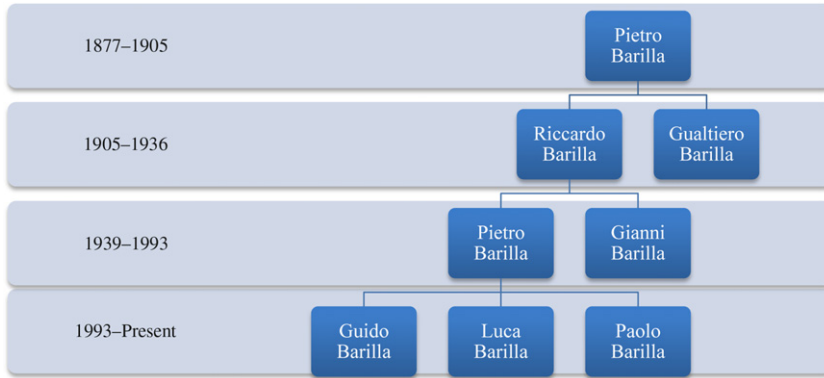 1877–1905
Pietro
Barilla
1905–1936
Riccardo
Barilla
Gualtiero
Barilla
1939–1993
Pietro
Barilla
Gianni
Barilla
1993–Present
Guido
Barilla
Luca
Barilla
Paolo
Barilla